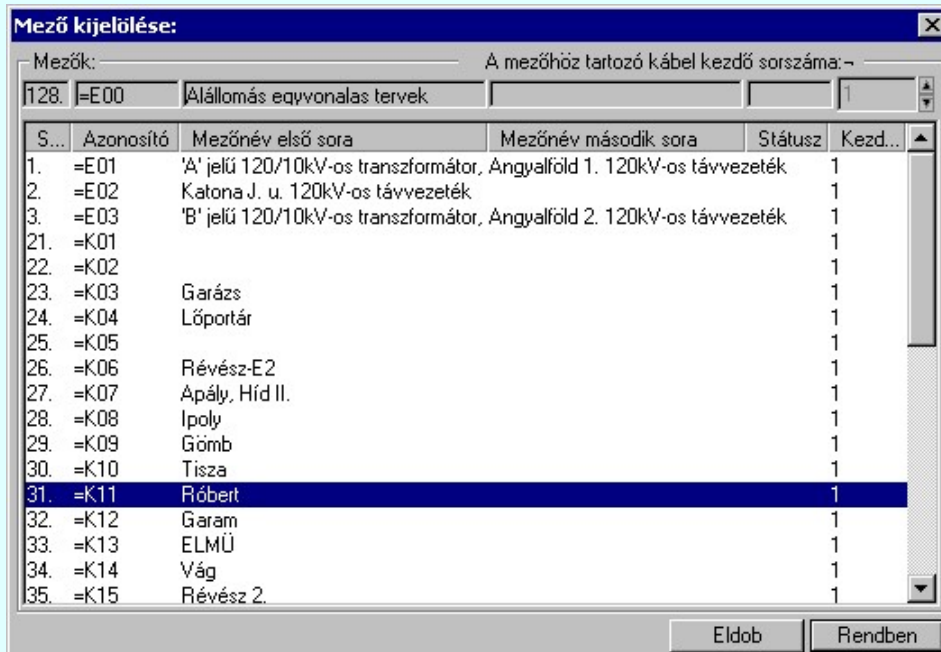 Mező kijelölése:
Mezők: A mezőhöz tartozó kábel kezdő sorszáma:¬
128. =E00 Alállomás egyvonalas tervek 1
S... Azonosító Mezőnév első sora Mezőnév második sora Státusz Kezd...
1. =E01 'A' jelű 120/10kV-os transzformátor, Angyalföld 1. 120kV-os távvezeték 1
2. =E02 Katona J. u. 120kV-os távvezeték 1
3. =E03 'B' jelű 120/10kV-os transzformátor, Angyalföld 2. 120kV-os távvezeték 1
21. =K01 1
22. =K02 1
23. =K03 Garázs 1
24. =K04 Lőportár 1
25. =K05 1
26. =K06 Révész-E2 1
27. =K07 Apály, Híd II. 1
28. =K08 Ipoly 1
29. =K09 Gömb 1
30. =K10 Tisza 1
31. =K11 Róbert 1
32. =K12 Garam 1
33. =K13 ELMÜ 1
34. =K14 Vág 1
35. =K15 Révész 2. 1
Eldob Rendben